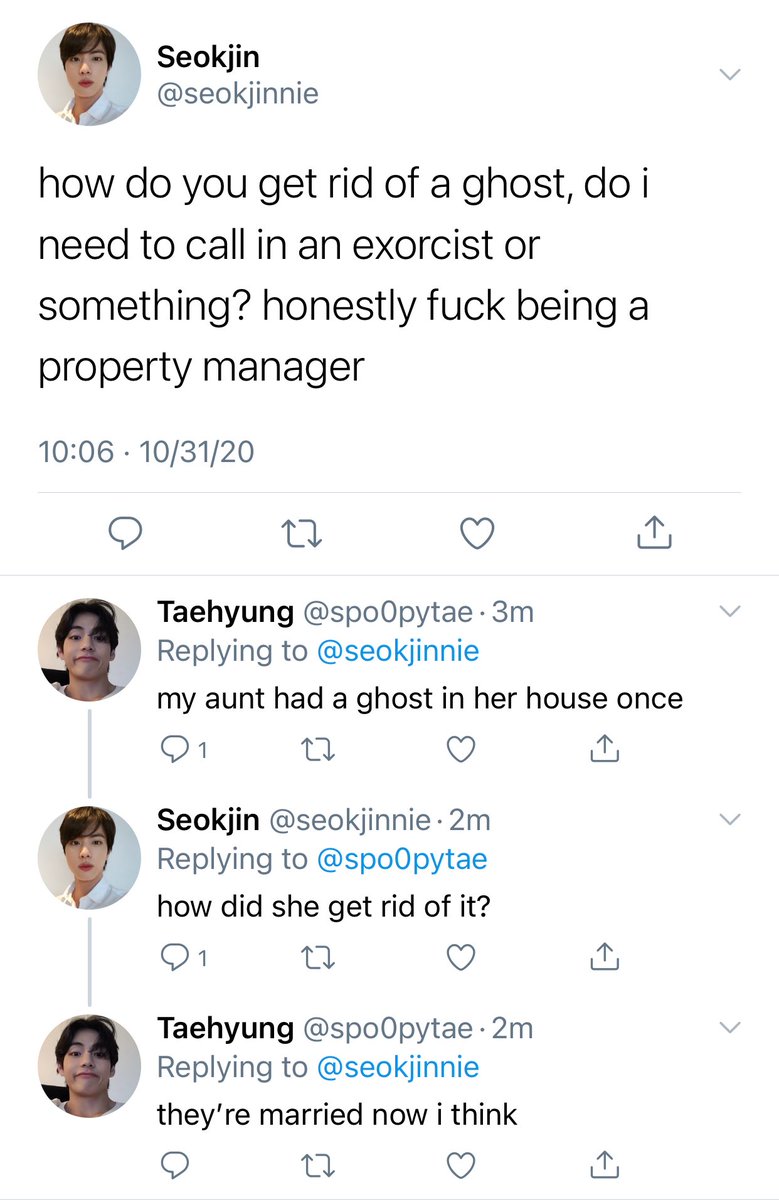 Seokjin
@seokjinnie
how do you get rid of a ghost, do i
need to call in an exorcist or
something? honestly fuck being a
property manager
10:06 · 10/31/20
Taehyung @spo0pytae · 3m
Replying to @seokjinnie
my aunt had a ghost in her house once
1
Seokjin @seokjinnie · 2m
Replying to @spo0pytae
how did she get rid of it?
1
Taehyung @spo0pytae · 2m
Replying to @seokjinnie
they’re married now i think